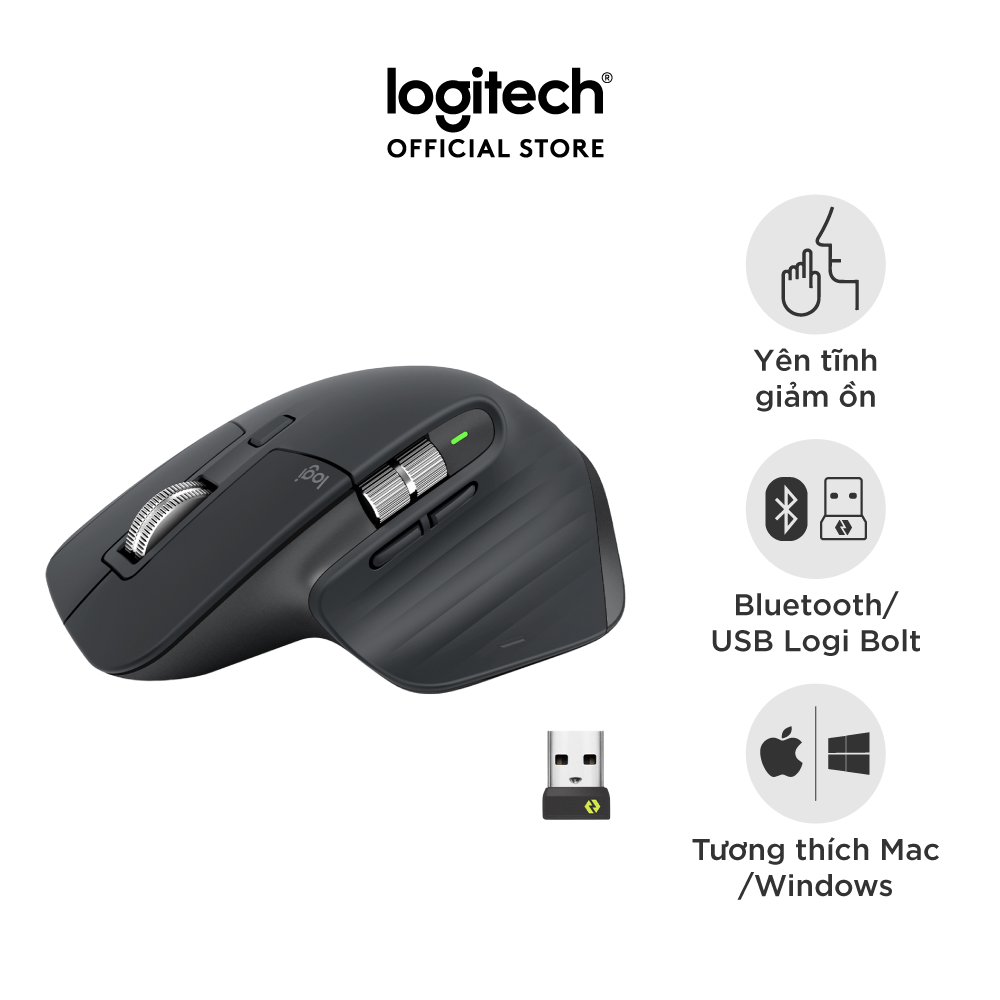 logitech®
OFFICIAL STORE
logi
Yên tĩnh
giảm ồn
Bluetooth/
USB Logi Bolt
Tương thích Mac
/Windows